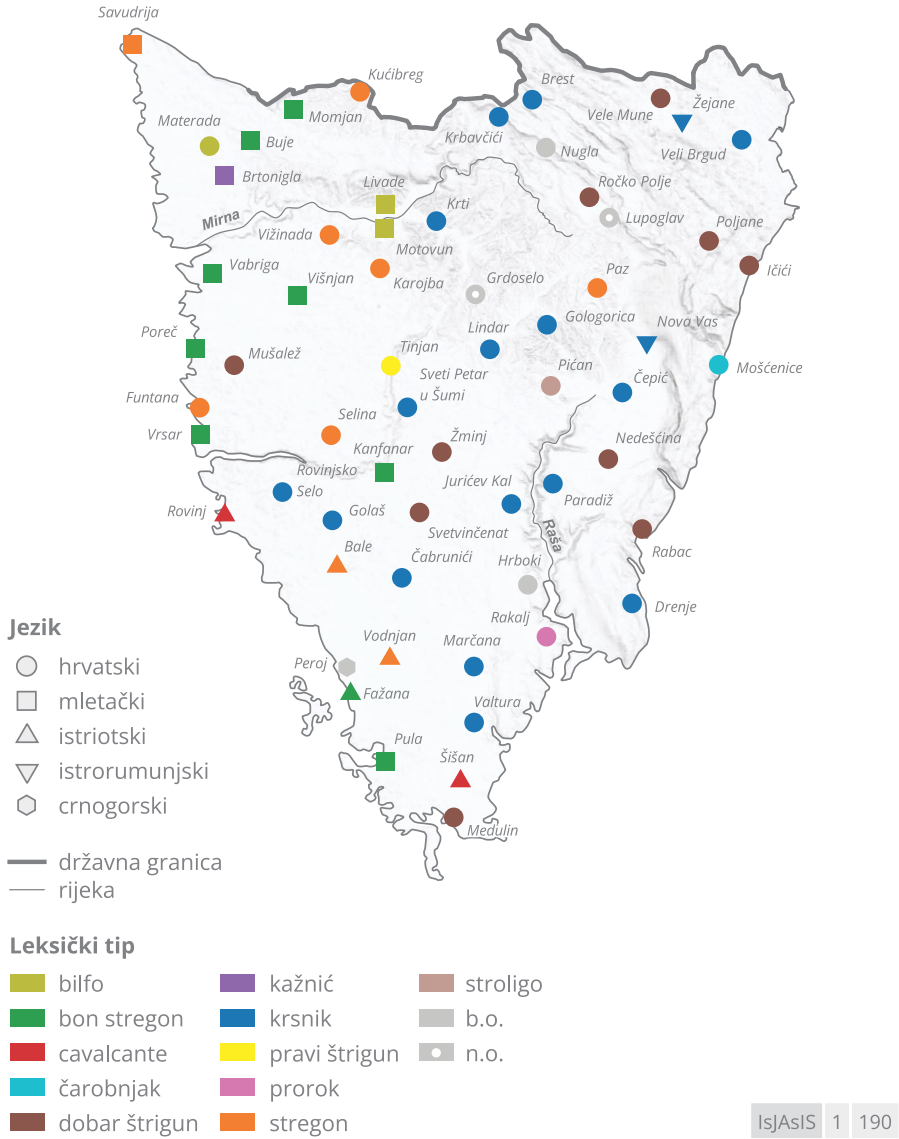 Savudrija
Kućibreg
Brest
Momjan
Vele Mune
Žejane
Materada
Buje
Krbavčići
Nugla
Veli Brgud
Brtonigla
Livade
Ročko Polje
Mirna
Krti
Lupoglav
Poljane
Vižinada
Motovun
Vabriga
Karojba
Grdoselo
Paz
Ičići
Višnjan
Gologorica
Nova Vas
Poreč
Lindar
Mušalež
Tinjan
Pićan
Mošćenice
Sveti Petar
u Šumi
Čepić
Funtana
Selina
Vrsar
Žminj
Nedešćina
Kanfanar
Rovinjsko
Selo
Jurićev Kal
Paradiž
Rovinj
Golaš
Svetvinčenat
Raša
Rabac
Bale
Čabrunići
Hrboki
Drenje
Rakalj
Vodnjan
Marčana
Peroj
Fažana
Valtura
Pula
Šišan
Medulin
Jezik
hrvatski
mletački
istriotski
istrorumunjski
crnogorski
državna granica
rijeka
Leksički tip
bilfo
bon stregon
cavalcante
čarobnjak
dobar štrigun
kažnić
krsnik
pravi štrigun
prorok
stregon
stroligo
b.o.
n.o.
IsJAsIS 1 190